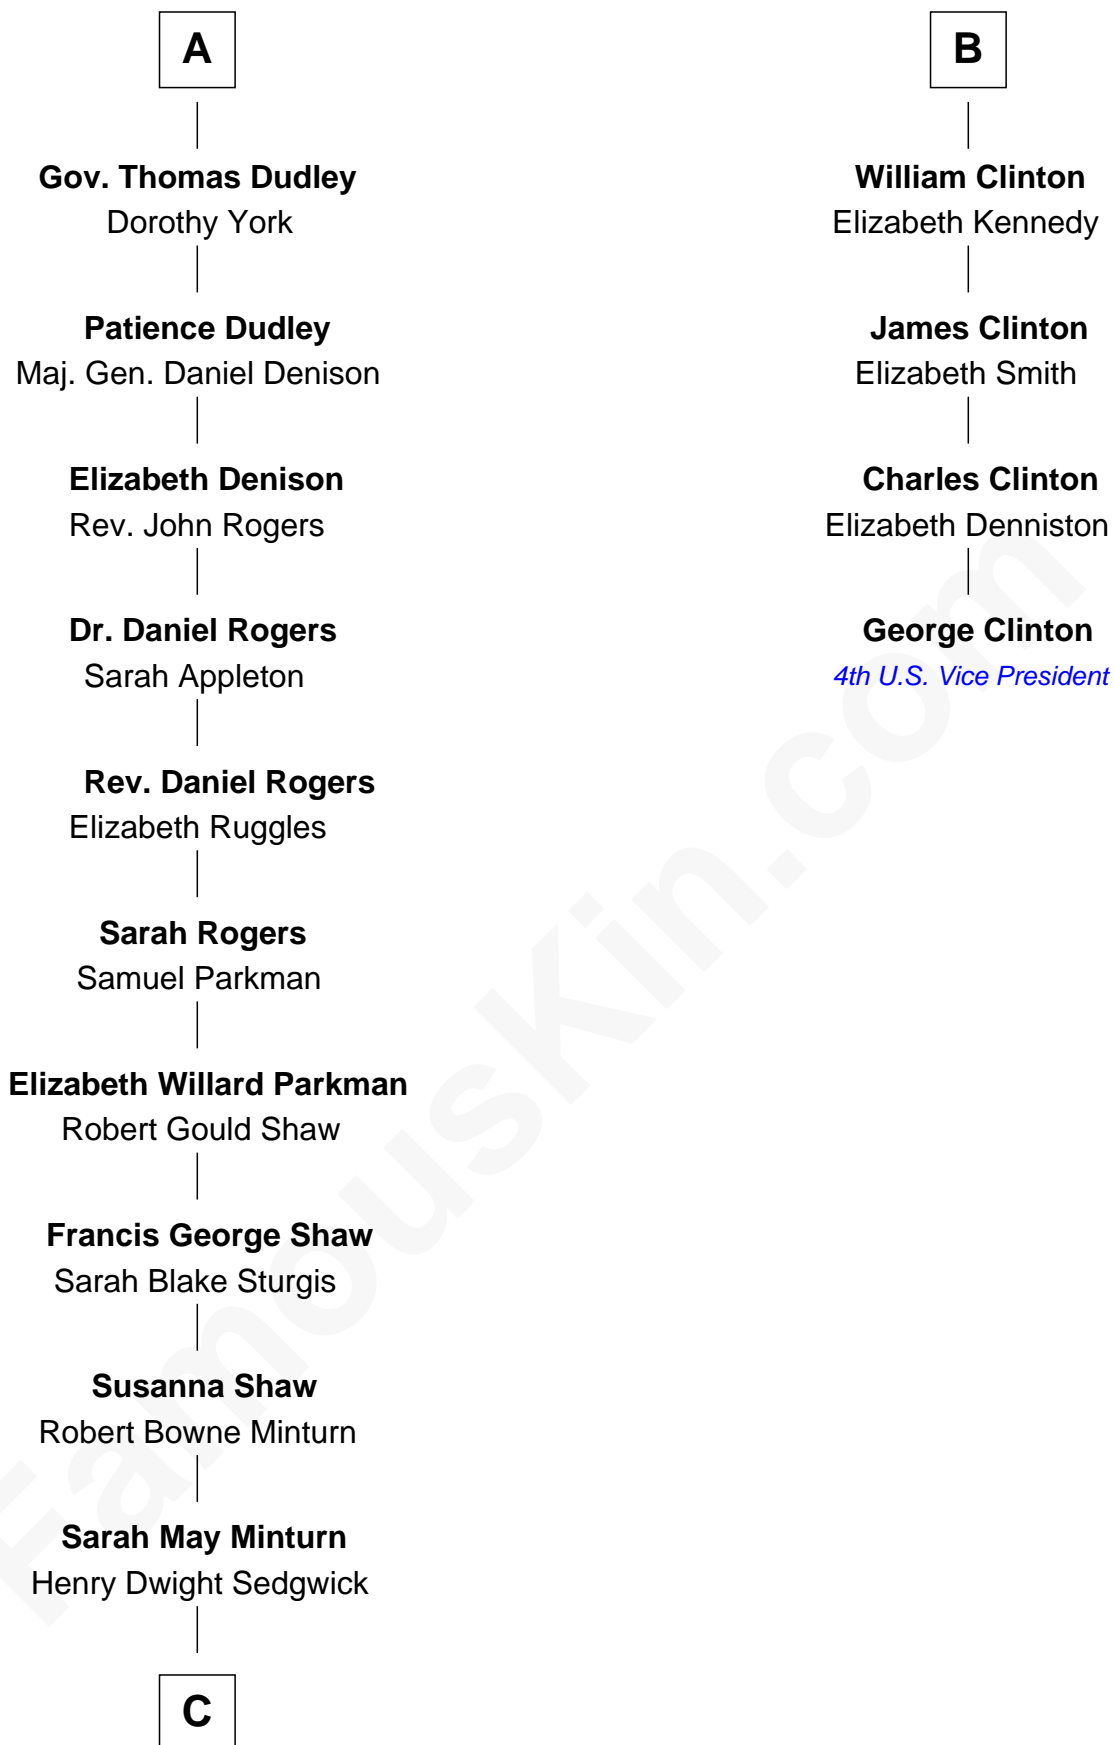 A
Gov. Thomas Dudley
Dorothy York
Patience Dudley
Maj. Gen. Daniel Denison
Elizabeth Denison
Rev. John Rogers
Dr. Daniel Rogers
Sarah Appleton
Rev. Daniel Rogers
Elizabeth Ruggles
Sarah Rogers
Samuel Parkman
Elizabeth Willard Parkman
Robert Gould Shaw
Francis George Shaw
Sarah Blake Sturgis
Susanna Shaw
Robert Bowne Minturn
Sarah May Minturn
Henry Dwight Sedgwick
C
B
William Clinton
Elizabeth Kennedy
James Clinton
Elizabeth Smith
Charles Clinton
Elizabeth Denniston
George Clinton
4th U.S. Vice President
FamousKin.com